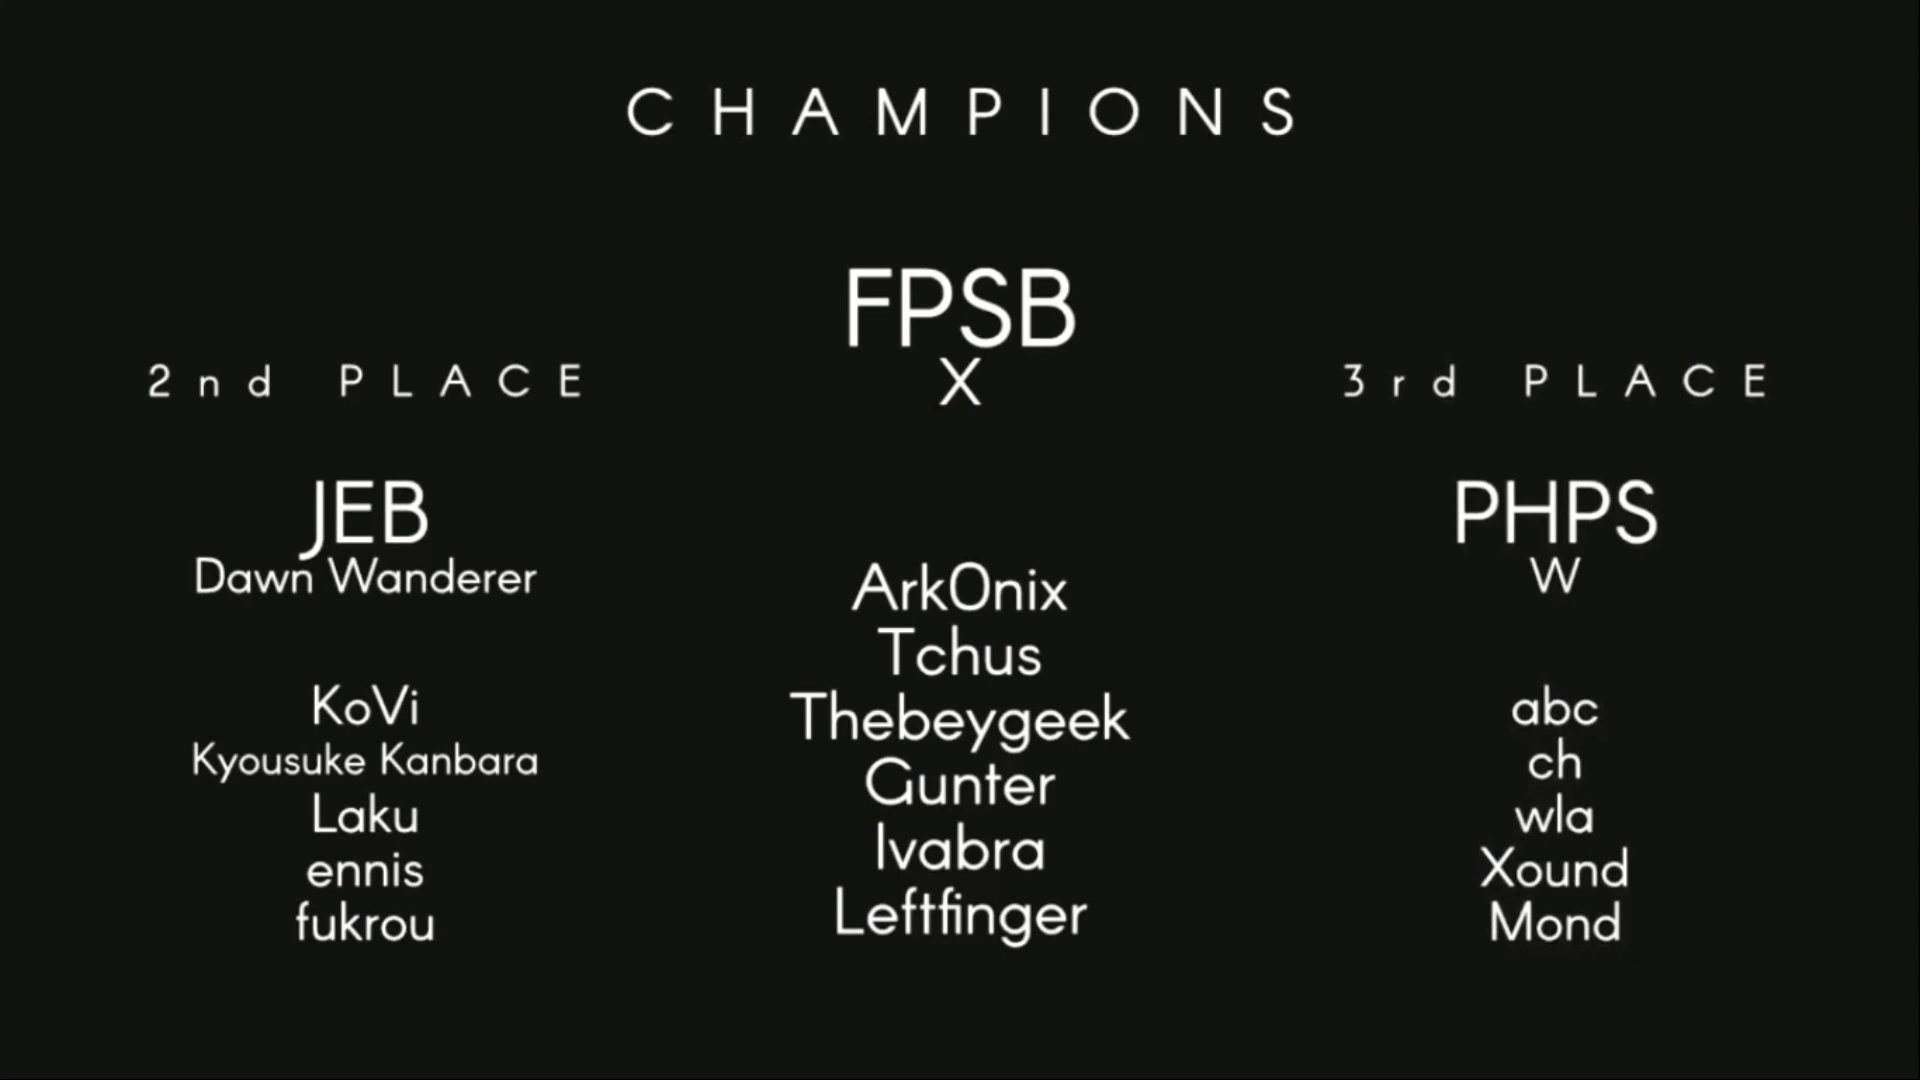 CHAMPIONS
FPSB
X
Ark0nix
Tchus
Thebeygeek
Gunter
Ivabra
Leftfinger
2nd PLACE
JEB
Dawn Wanderer
KoVi
Kyousuke Kanbara
Laku
ennis
fukrou
3rd PLACE
PHPS
W
abc
ch
wla
Xound
Mond